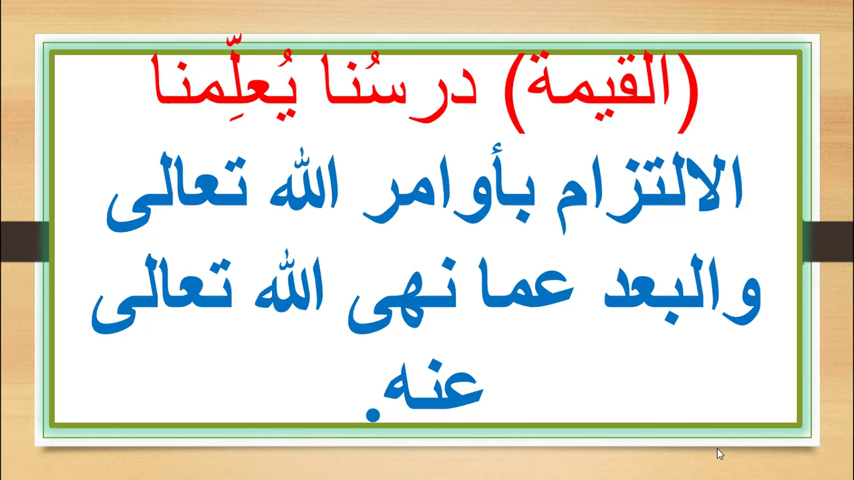 (القيمة) درسُنا يُعلِّمنا
الالتزام بأوامر الله تعالى
والبعد عما نهى الله تعالى
عنه.